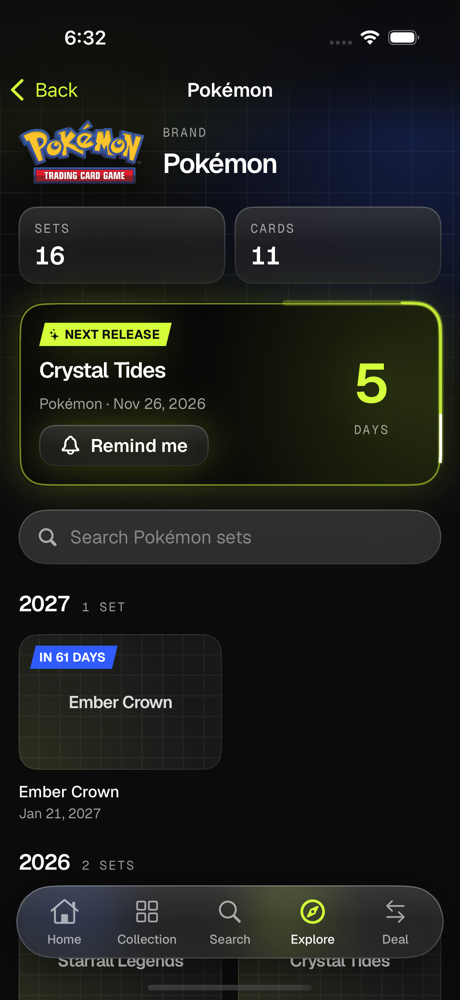 6:32
Back
Pokémon
POKéMON
TRADING CARD GAME
BRAND
Pokémon
SETS
16
CARDS
11
NEXT RELEASE
Crystal Tides
Pokémon · Nov 26, 2026
Remind me
5
DAYS
Search Pokémon sets
2027 1 SET
IN 61 DAYS
Ember Crown
Ember Crown
Jan 21, 2027
2026 2 SETS
Home Collection Search Explore Deal
Starfall Legends Crystal Tides